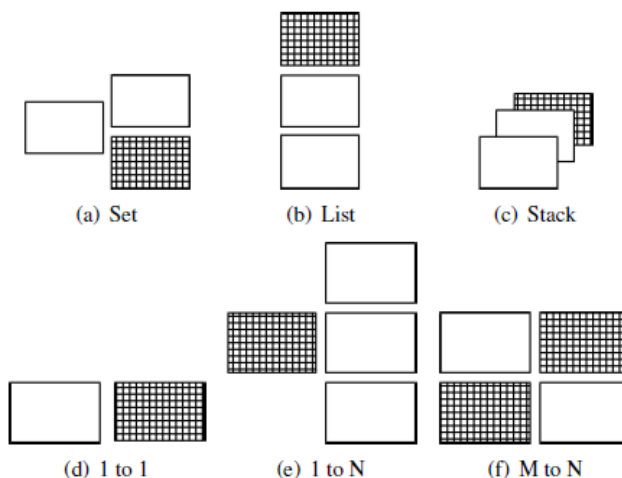 (a) Set
(b) List
(c) Stack
(d) 1 to 1
(e) 1 to N
(f) M to N